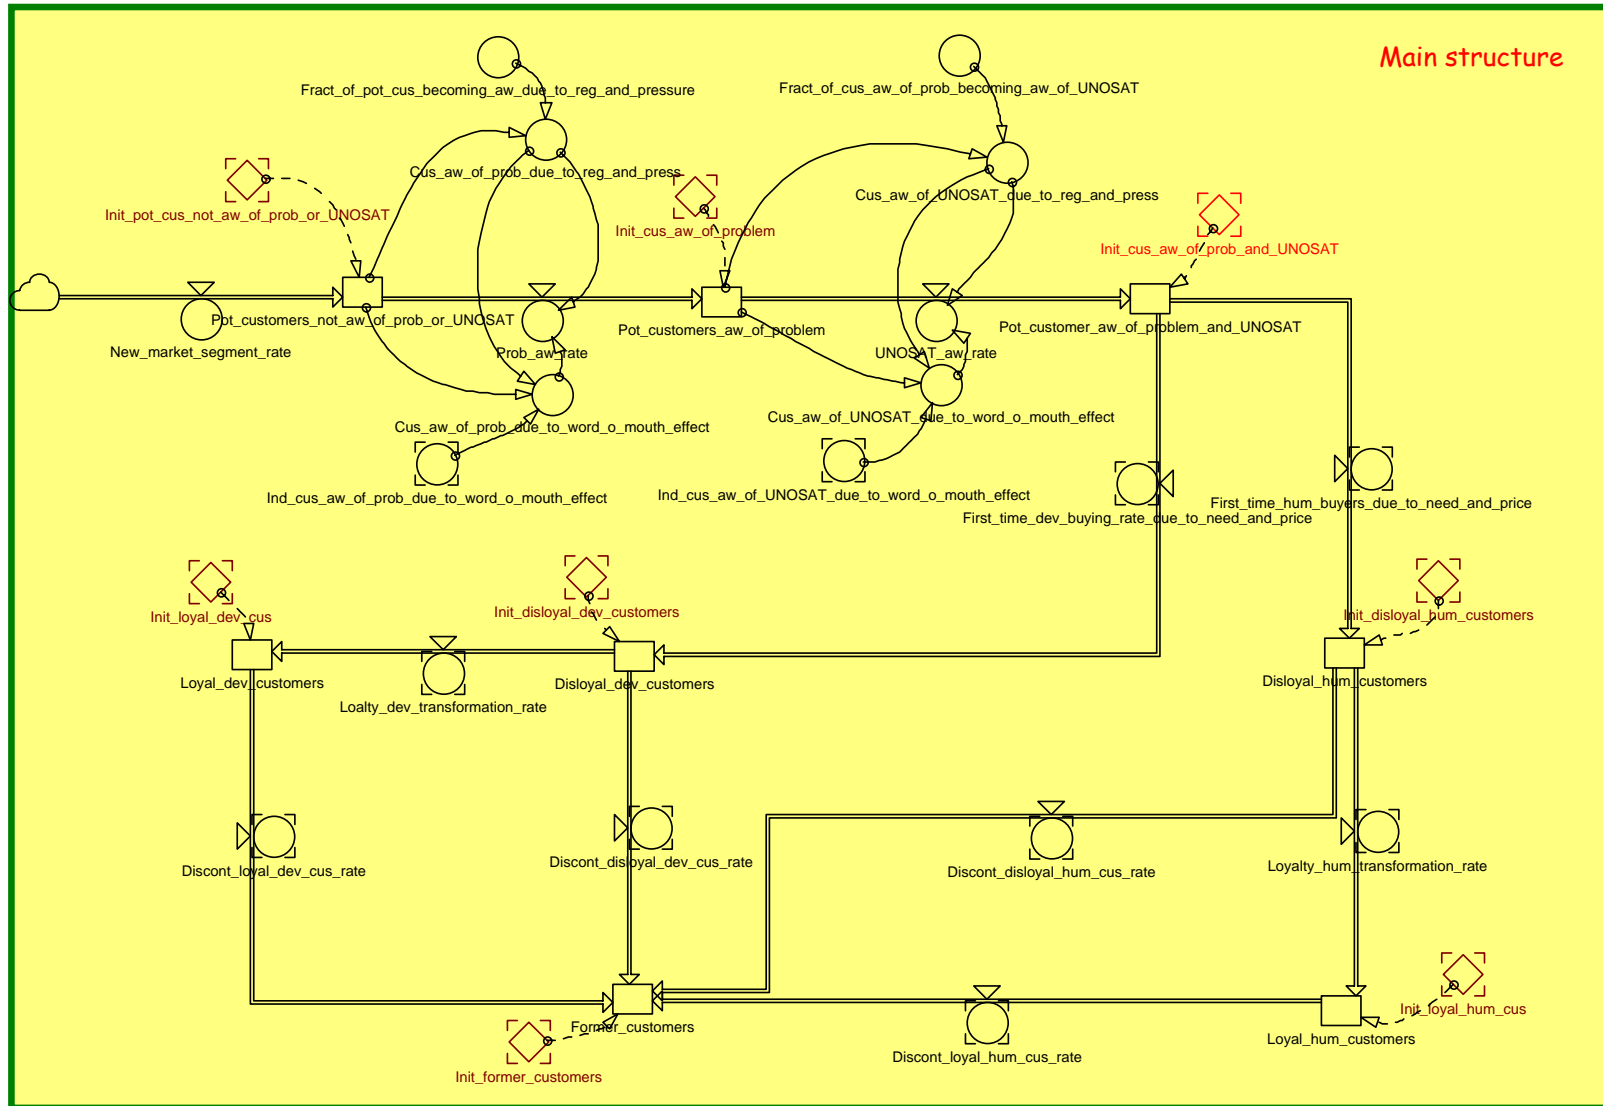 Main structure
Fract_of_pot_cus_becoming_aw_due_to_reg_and_pressure
Fract_of_cus_aw_of_prob_becoming_aw_of_UNOSAT
Cus_aw_of_prob_due_to_reg_and_press
Cus_aw_of_UNOSAT_due_to_reg_and_press
Init_pot_cus_not_aw_of_prob_or_UNOSAT
Init_cus_aw_of_problem
Init_cus_aw_of_prob_and_UNOSAT
Pot_customers_not_aw_of_prob_or_UNOSAT
Pot_customers_aw_of_problem
Pot_customer_aw_of_problem_and_UNOSAT
New_market_segment_rate
Prob_aw_rate
UNOSAT_aw_rate
Cus_aw_of_prob_due_to_word_o_mouth_effect
Cus_aw_of_UNOSAT_due_to_word_o_mouth_effect
Ind_cus_aw_of_prob_due_to_word_o_mouth_effect
Ind_cus_aw_of_UNOSAT_due_to_word_o_mouth_effect
First_time_dev_buying_rate_due_to_need_and_price
First_time_hum_buyers_due_to_need_and_price
Init_loyal_dev_cus
Init_disloyal_dev_customers
Init_disloyal_hum_customers
Loyal_dev_customers
Disloyal_dev_customers
Disloyal_hum_customers
Loalty_dev_transformation_rate
Discont_loyal_dev_cus_rate
Discont_disloyal_dev_cus_rate
Discont_disloyal_hum_cus_rate
Loyalty_hum_transformation_rate
Init_loyal_hum_cus
Former_customers
Loyal_hum_customers
Discont_loyal_hum_cus_rate
Init_former_customers